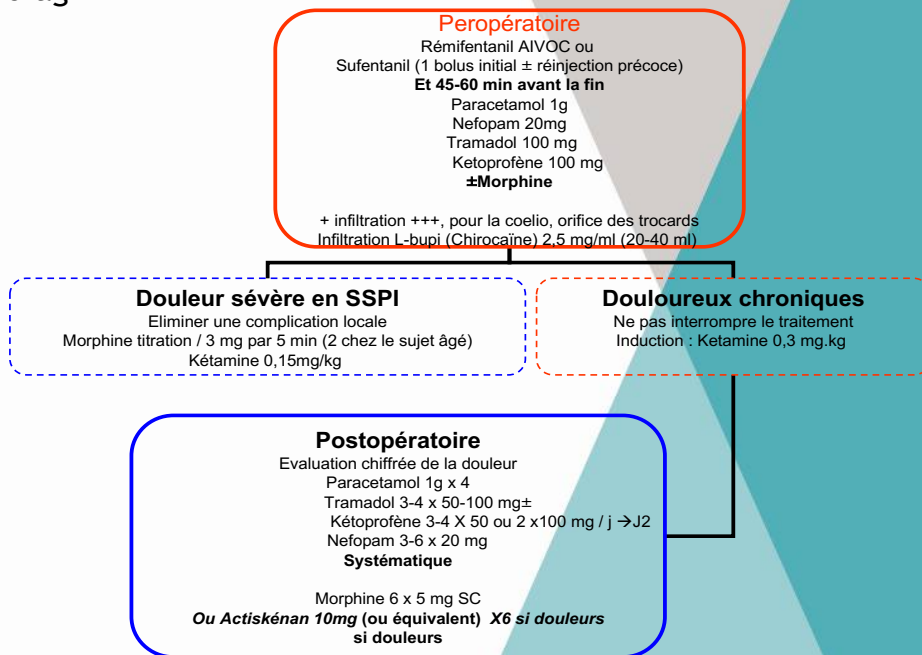 Peropératoire
Rémifentanil AIVOC ou
Sufentanil (1 bolus initial ± réinjection précoce)
Et 45-60 min avant la fin
Paracetamol 1g
Nefopam 20mg
Tramadol 100 mg
Ketoprofène 100 mg
±Morphine
+ infiltration +++, pour la coelio, orifice des trocards
Infiltration L-bupi (Chirocaïne) 2,5 mg/ml (20-40 ml)
Douleur sévère en SSPI
Eliminer une complication locale
Morphine titration / 3 mg par 5 min (2 chez le sujet âgé)
Kétamine 0,15mg/kg
Douloureux chroniques
Ne pas interrompre le traitement
Induction : Ketamine 0,3 mg.kg
Postopératoire
Evaluation chiffrée de la douleur
Paracetamol 1g x 4
Tramadol 3-4 x 50-100 mg±
Kétoprofène 3-4 X 50 ou 2 x100 mg / j →J2
Nefopam 3-6 x 20 mg
Systématique
Morphine 6 x 5 mg SC
Ou Actiskénan 10mg (ou équivalent) X6 si douleurs
si douleurs